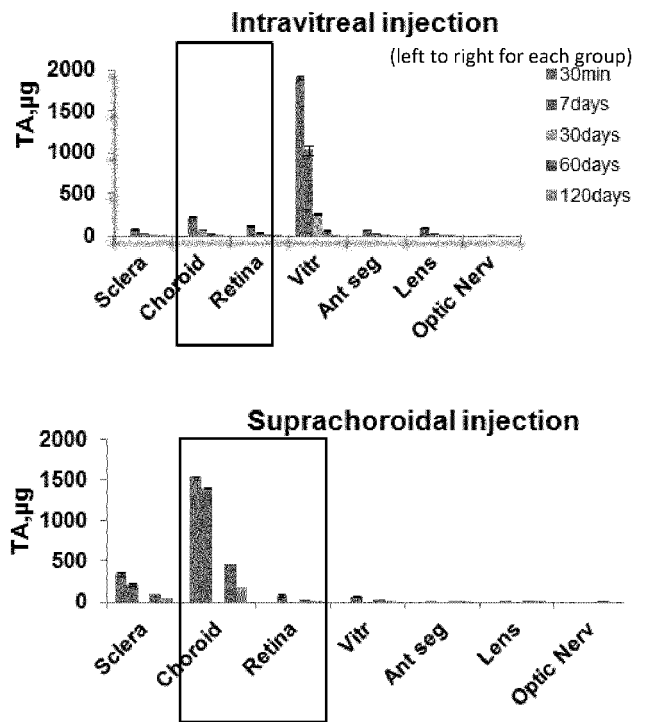 Intravitreal injection
(left to right for each group)
TA,µg
2000
1500
1000
500
0
30min
7days
30days
60days
120days
Sclera
Choroid
Retina
Vitr
Ant seg
Lens
Optic Nerv
Suprachoroidal injection
TA,µg
2000
1500
1000
500
0
Sclera
Choroid
Retina
Vitr
Ant seg
Lens
Optic Nerv